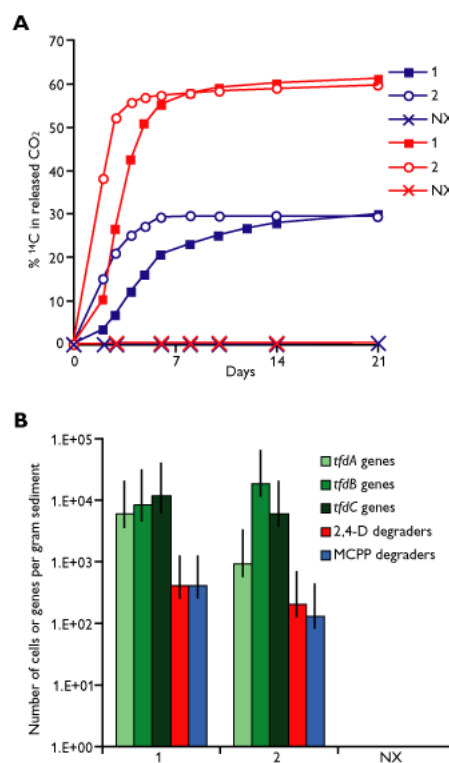 A
70
60
50
40
30
20
10
0
% ¹⁴C in released CO₂
0 7 14 21
Days
1
2
NX
1
2
NX
B
1.E+05
1.E+04
1.E+03
1.E+02
1.E+01
1.E+00
Number of cells or genes per gram sediment
tfdA genes
tfdB genes
tfdC genes
2,4-D degraders
MCPP degraders
1 2 NX